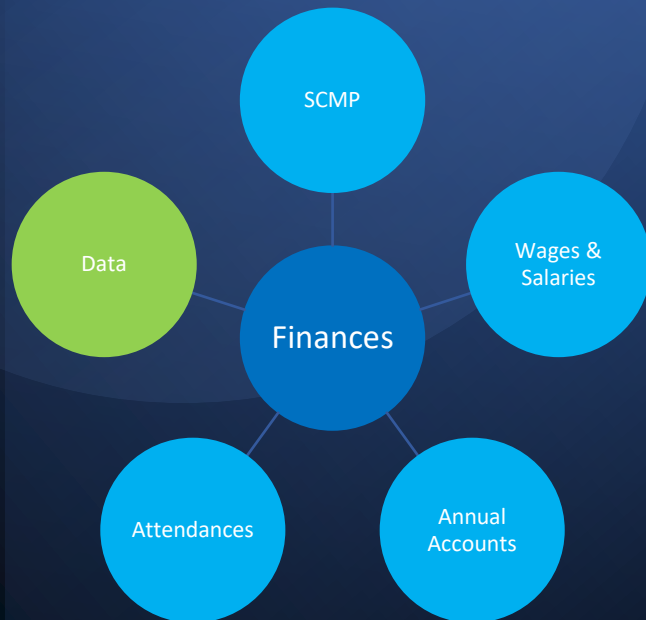 SCMP
Data
Wages &
Salaries
Finances
Attendances
Annual
Accounts